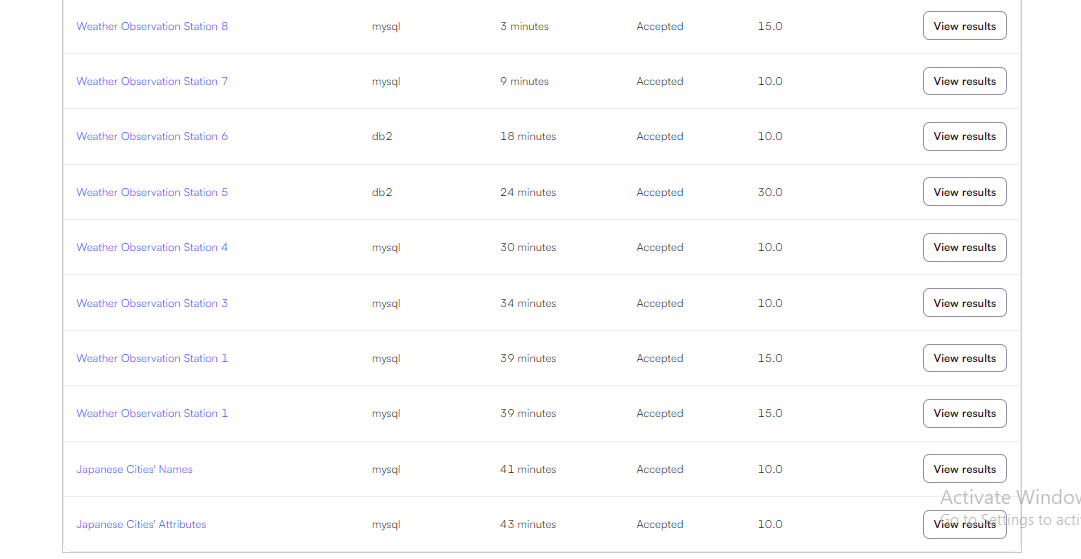 Weather Observation Station 8 mysql 3 minutes Accepted 15.0 View results
Weather Observation Station 7 mysql 9 minutes Accepted 10.0 View results
Weather Observation Station 6 db2 18 minutes Accepted 10.0 View results
Weather Observation Station 5 db2 24 minutes Accepted 30.0 View results
Weather Observation Station 4 mysql 30 minutes Accepted 10.0 View results
Weather Observation Station 3 mysql 34 minutes Accepted 10.0 View results
Weather Observation Station 1 mysql 39 minutes Accepted 15.0 View results
Weather Observation Station 1 mysql 39 minutes Accepted 15.0 View results
Japanese Cities' Names mysql 41 minutes Accepted 10.0 View results
Activate Window
Japanese Cities' Attributes mysql 43 minutes Accepted 10.0 View results
Go to Settings to acti